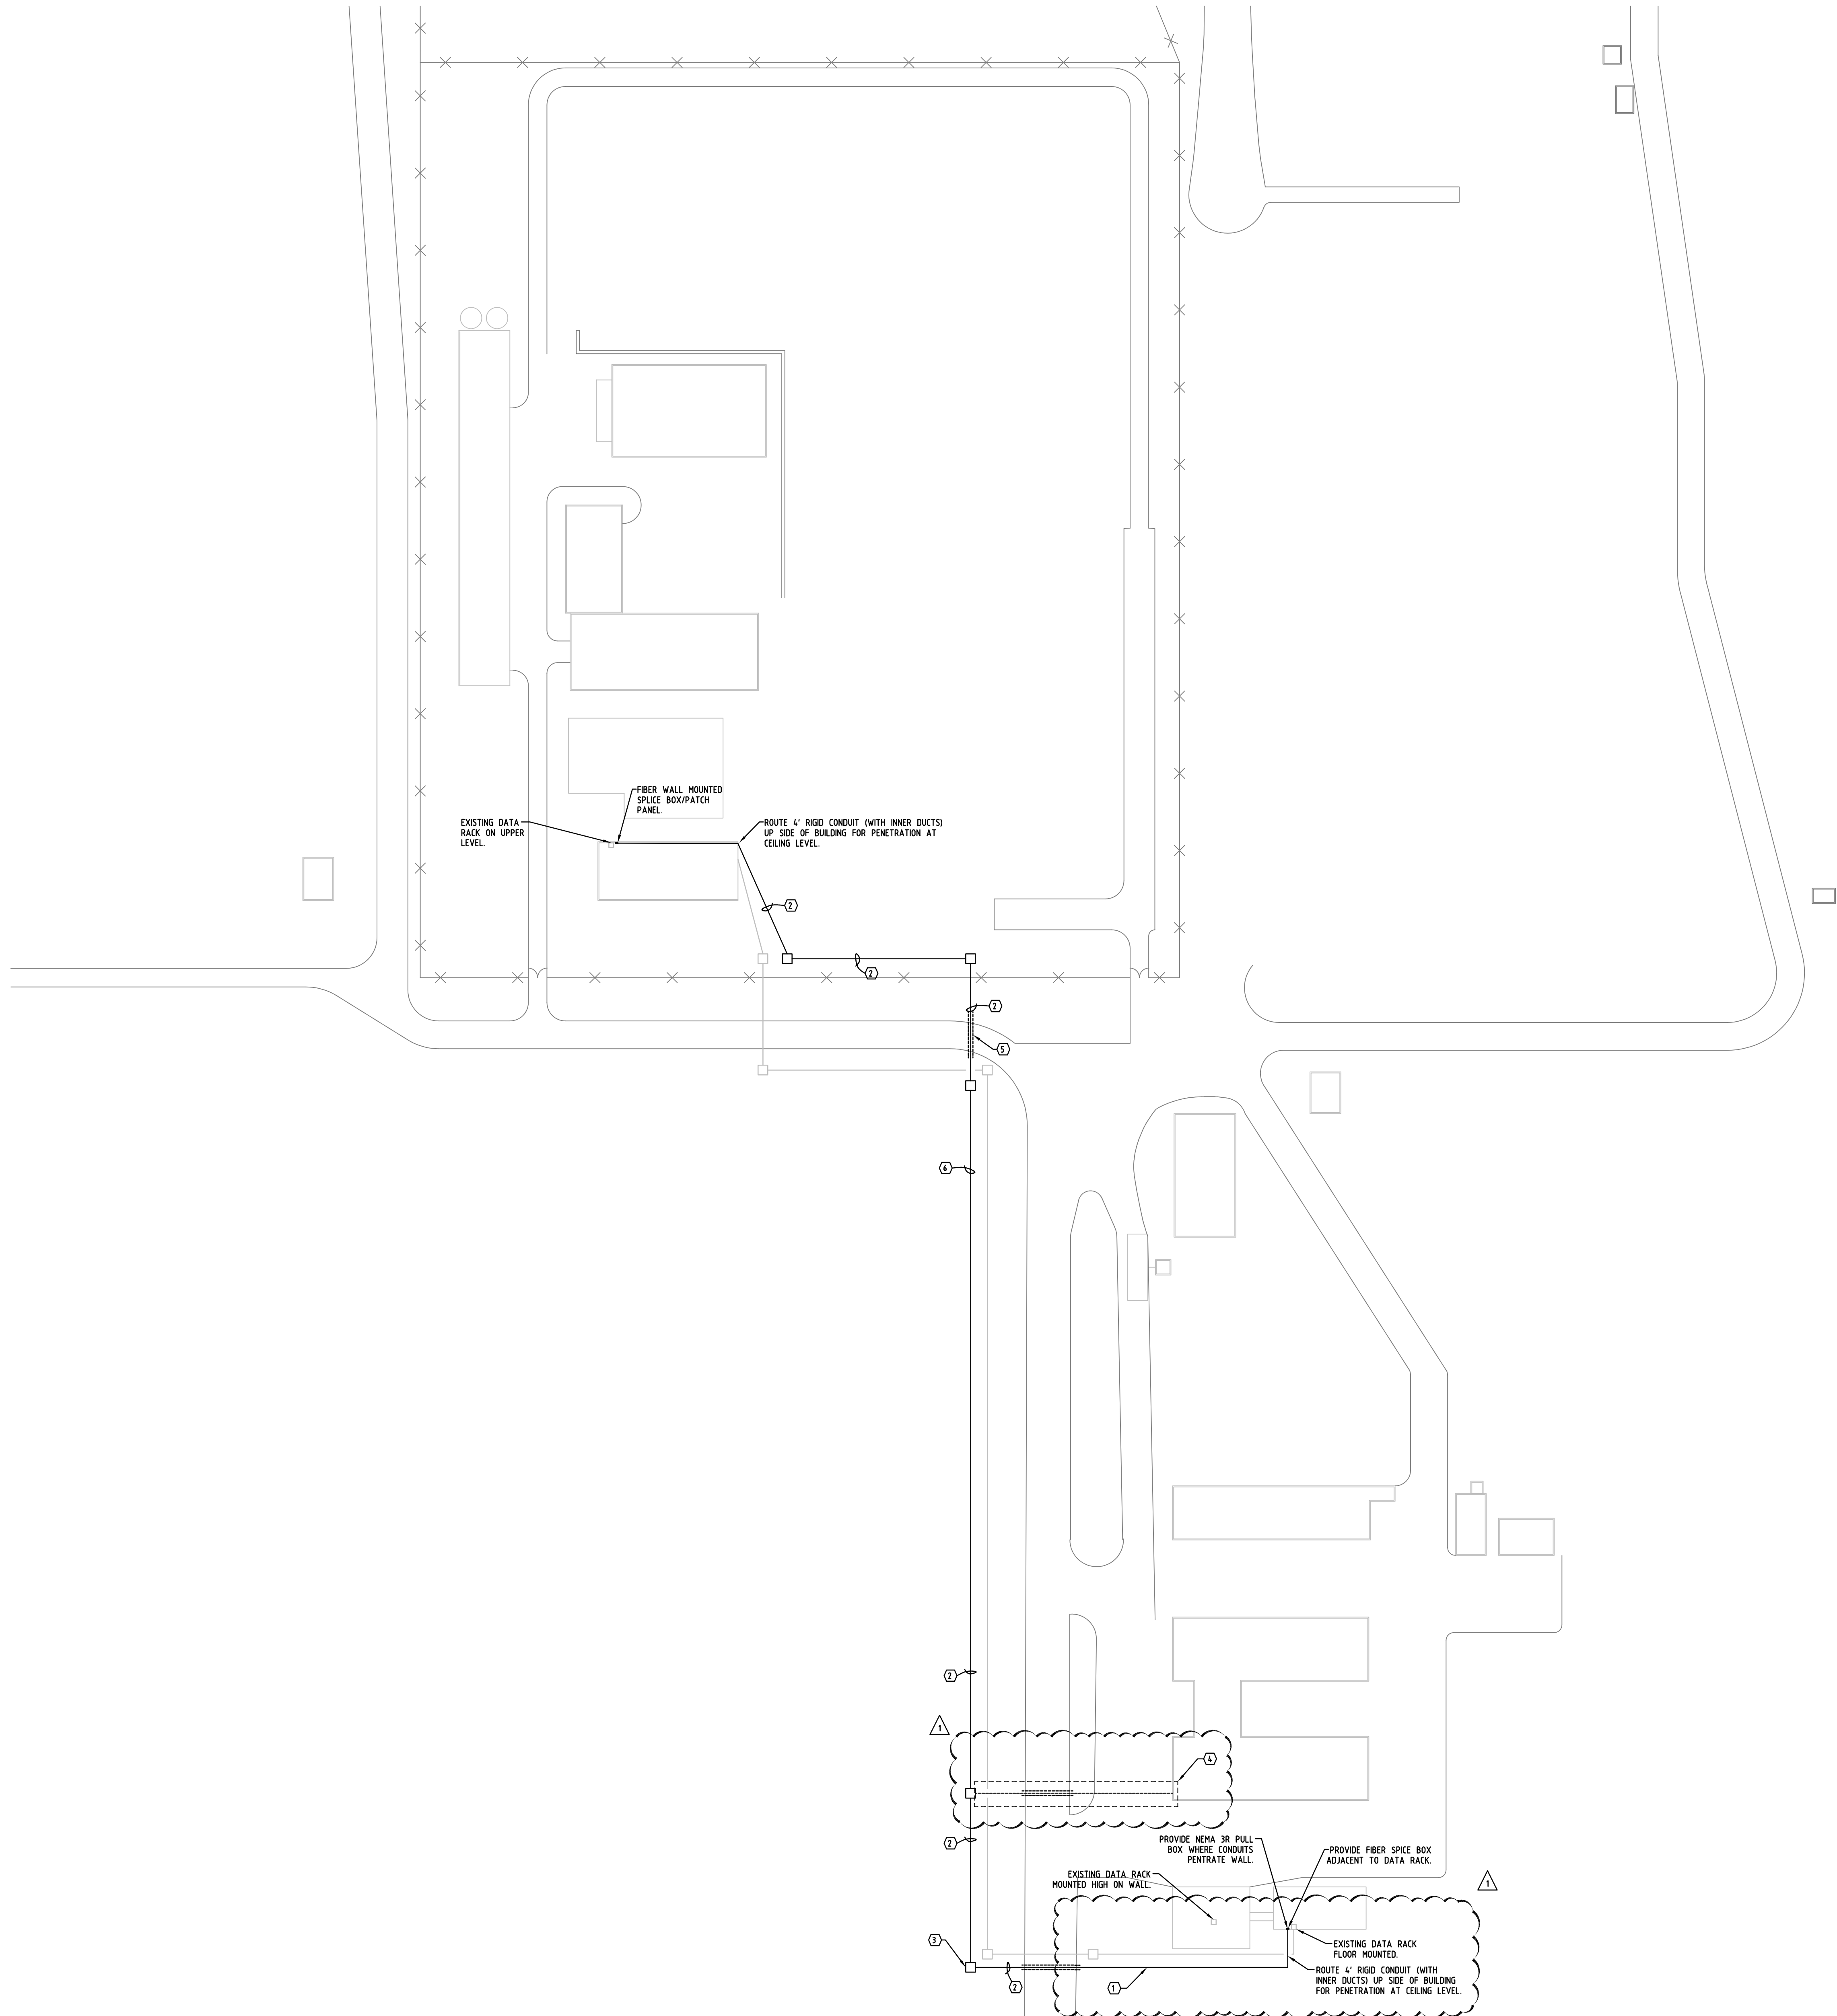 FIBER WALL MOUNTED
SPLICE BOX/PATCH
PANEL.
EXISTING DATA
RACK ON UPPER
LEVEL.
ROUTE 4' RIGID CONDUIT (WITH INNER DUCTS)
UP SIDE OF BUILDING FOR PENETRATION AT
CEILING LEVEL.
2
2
2
5
6
2
1
4
2
PROVIDE NEMA 3R PULL
BOX WHERE CONDUITS
PENTRATE WALL.
PROVIDE FIBER SPICE BOX
ADJACENT TO DATA RACK.
EXISTING DATA RACK
MOUNTED HIGH ON WALL.
1
3
EXISTING DATA RACK
FLOOR MOUNTED.
ROUTE 4' RIGID CONDUIT (WITH
INNER DUCTS) UP SIDE OF BUILDING
FOR PENETRATION AT CEILING LEVEL.
2
1